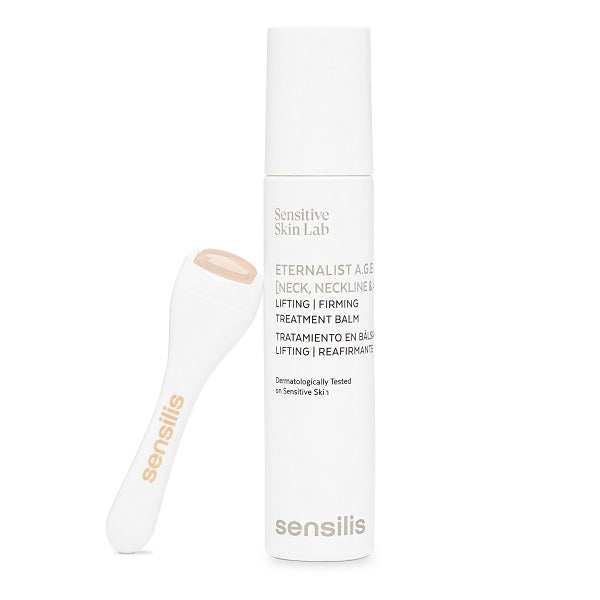 Sensitive
Skin Lab
ETERNALIST A.G.E
[NECK, NECKLINE &
LIFTING | FIRMING
TREATMENT BALM
TRATAMIENTO EN BÁLSA
LIFTING | REAFIRMANTE
Dermatologically Tested
on Sensitive Skin
sensilis
sensilis